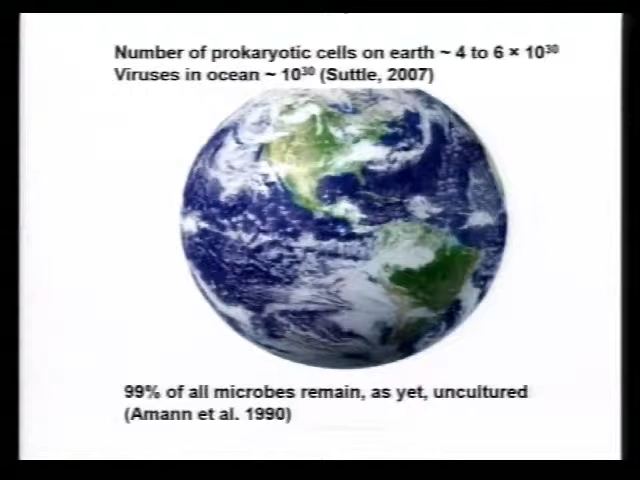 Number of prokaryotic cells on earth ~ 4 to 6 × 10³⁰
Viruses in ocean ~ 10³⁰ (Suttle, 2007)
99% of all microbes remain, as yet, uncultured
(Amann et al. 1990)